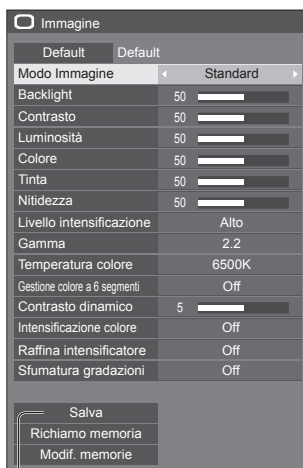 Immagine
Default Default
Modo Immagine Standard
Backlight 50
Contrasto 50
Luminosità 50
Colore 50
Tinta 50
Nitidezza 50
Livello intensificazione Alto
Gamma 2.2
Temperatura colore 6500K
Gestione colore a 6 segmenti Off
Contrasto dinamico 5
Intensificazione colore Off
Raffina intensificatore Off
Sfumatura gradazioni Off
Salva
Richiamo memoria
Modif. memorie